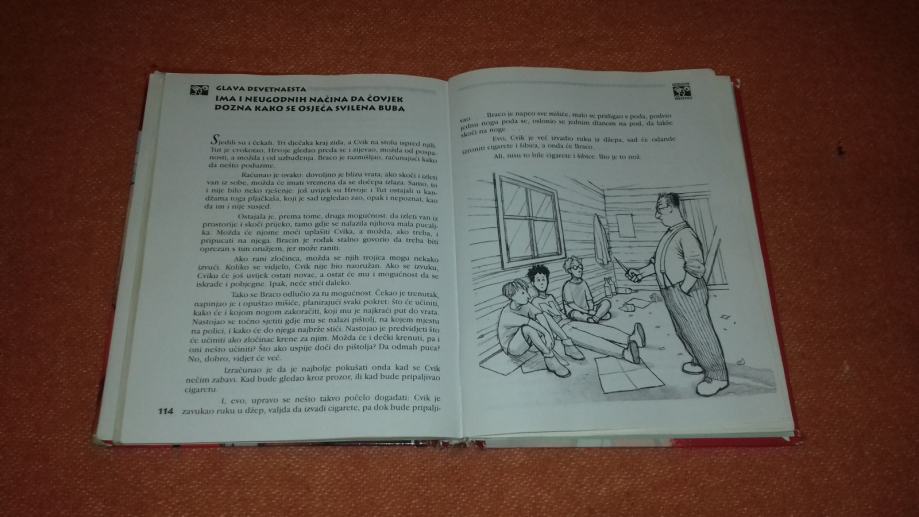 GLAVA DEVETNAESTA
IMA I NEUGODNIH NAČINA DA ČOVJEK
DOZNA KAKO SE OSJEĆA SVILENA BUBA
Sjedili su i čekali. Tri dječaka kraj zida, a Cvik na stolu ispred njih.
Tut je cvokotao, Hrvoje gledao preda se i zijevao, možda od pospa-
nosti, a možda i od uzbuđenja. Braco je razmišljao, računajući kako
da nešto poduzme.
Računao je ovako: dovoljno je blizu vrata, ako skoči i izleti
van iz sobe, možda će imati vremena da se dočepa izlaza. Samo, to
i nije bilo neko rješenje: još uvijek su Hrvoje i Tut ostajali u kan-
džama toga pljačkaša, koji je sad izgledao zao, opak i nepoznat, kao
da im i nije susjed.
Ostajala je, prema tome, druga mogućnost: da izleti van iz
prostorije i skoči prijeko, tamo gdje se nalazila njihova mala pucalj-
ka. Možda će njome moći uplašiti Cvika, a možda, ako treba, i
pripucati na njega. Bracin je rođak stalno govorio da treba biti
oprezan s tim oružjem, jer može raniti.
Ako rani zločinca, možda se njih trojica mogu nekako
izvući. Koliko se vidjelo, Cvik nije bio naoružan. Ako se izvuku,
Cviku će još uvijek ostati novac, a ostat će mu i mogućnost da se
iskrade i pobjegne. Ipak, neće stići daleko.
Tako se Braco odlučio za tu mogućnost. Čekao je trenutak,
napinjao je i opuštao mišiće, planirajući svaki pokret: što će učiniti,
kako će i kojom nogom zakoračiti, koji mu je najkraći put do vrata.
Nastojao se točno sjetiti gdje mu se nalazi pištolj, na kojem mjestu
na polici, i kako će do njega najbrže stići. Nastojao je predvidjeti što
će učiniti ako zločinac krene za njim. Možda će i dečki krenuti, pa i
oni nešto učiniti? Što ako uspije doći do pištolja? Da odmah puca?
No, dobro, vidjet će već.
Izračunao je da je najbolje pokušati onda kad se Cvik
nečim zabavi. Kad bude gledao kroz prozor, ili kad bude pripaljivao
cigaretu.
I, evo, upravo se nešto takvo počelo događati: Cvik je
114 zavukao ruku u džep, valjda da izvadi cigarete, pa dok bude pripalji-
vao
Braco je napeo sve mišiće, malo se pridigao s poda, podvio
jednu nogu poda se, oslonio se jednim dlanom na pod, da lakše
skoči na noge.
Evo, Cvik je već izvadio ruku iz džepa, sad će odande
izroniti cigarete i šibica, a onda će Braco.
Ali, nisu to bile cigarete i šibice. Bio je to nož.